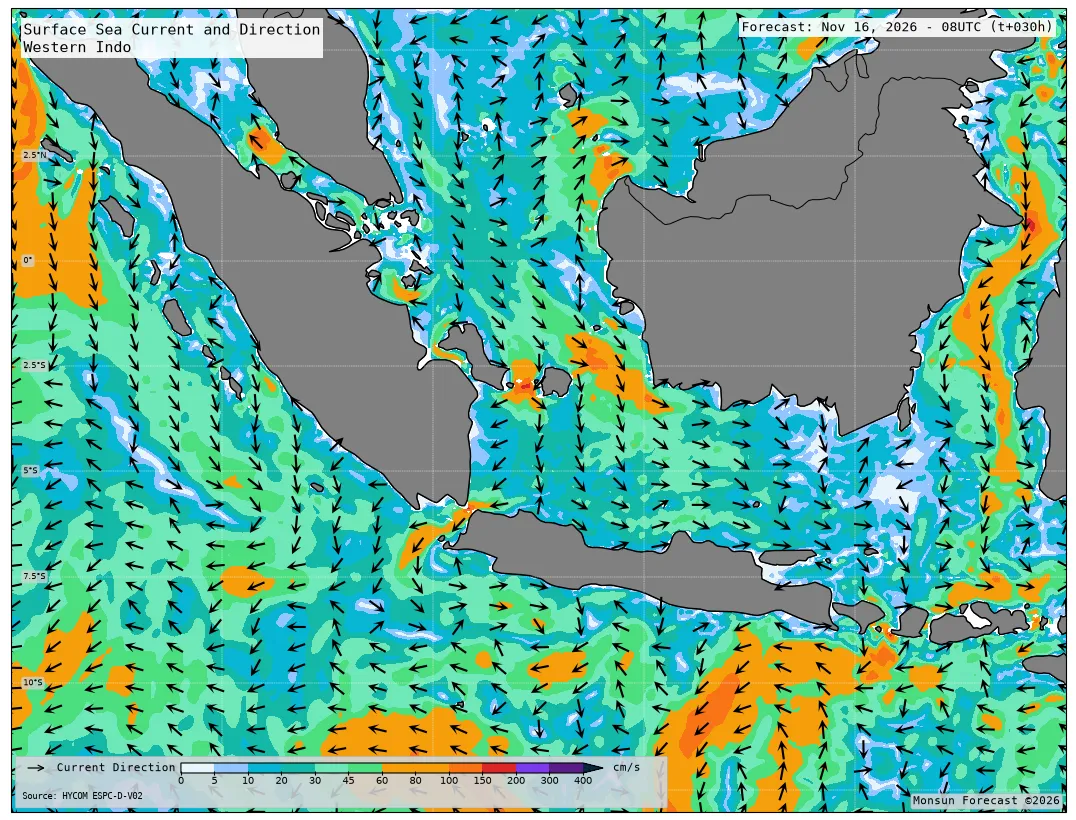 Surface Sea Current and Direction
Western Indo
Forecast: Nov 16, 2026 - 08UTC (t+030h)
2.5°N
0°
2.5°S
5°S
7.5°S
10°S
Current Direction
0 5 10 20 30 45 60 80 100 150 200 300 400
cm/s
Source: HYCOM ESPC-D-V02
Monsun Forecast ©2026